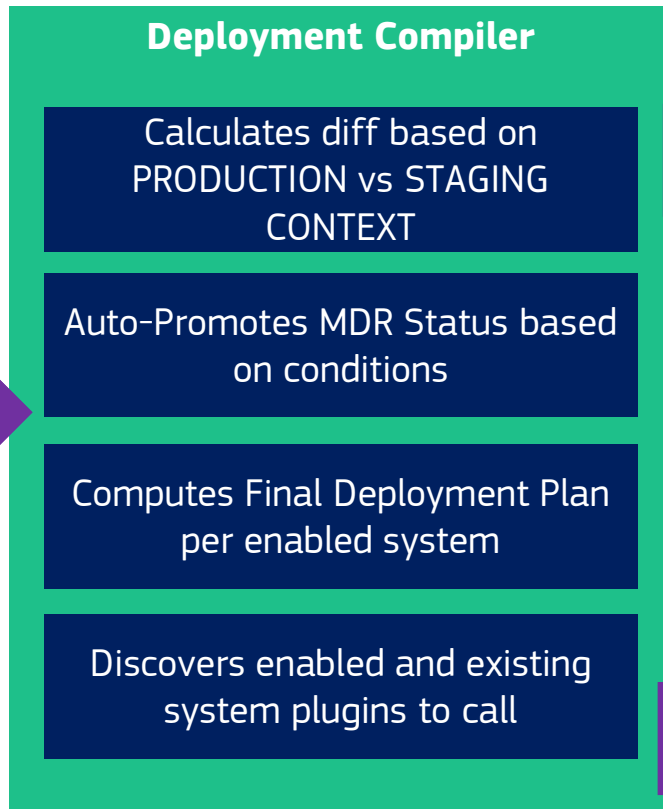 Deployment Compiler
Calculates diff based on
PRODUCTION vs STAGING
CONTEXT
Auto-Promotes MDR Status based
on conditions
Computes Final Deployment Plan
per enabled system
Discovers enabled and existing
system plugins to call